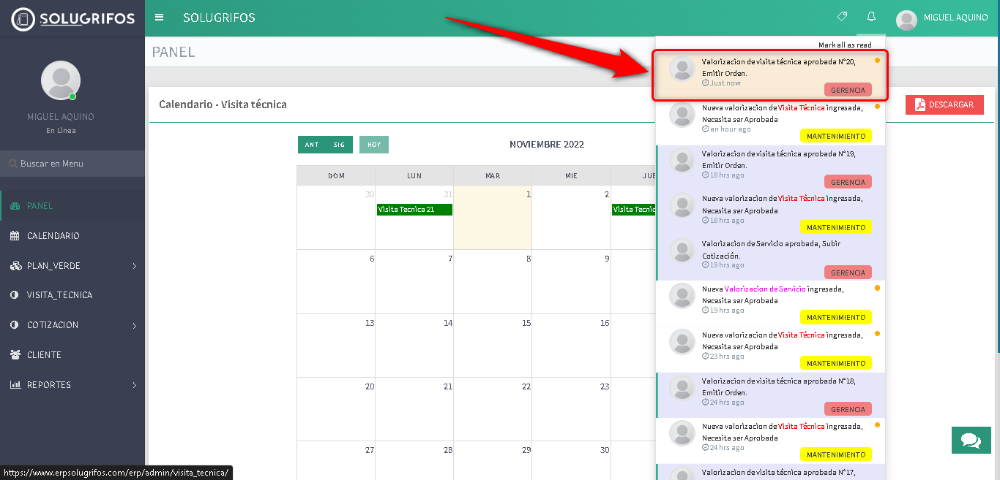 SOLUGRIFOS
SOLUGRIFOS
MIGUEL AQUINO
MIGUEL AQUINO
En Linea
Buscar en Menu
PANEL
CALENDARIO
PLAN_VERDE
VISITA_TECNICA
COTIZACION
CLIENTE
REPORTES
PANEL
Calendario - Visita técnica
DESCARGAR
ANT SIG HOY
NOVIEMBRE 2022
DOM LUN MAR MIE JUE
30 31 1 2
Visita Tecnica 21
Visita Tecnic
6 7 8 9
13 14 15 16
20 21 22 23
27 28 29 30
Mark all as read
Valorizacion de visita técnica aprobada N°20,
Emitir Orden.
Just now
GERENCIA
Nueva valorizacion de Visita Técnica ingresada,
Necesita ser Aprobada
an hour ago
MANTENIMIENTO
Valorizacion de visita técnica aprobada N°19,
Emitir Orden.
18 hrs ago
GERENCIA
Nueva valorizacion de Visita Técnica ingresada,
Necesita ser Aprobada
18 hrs ago
MANTENIMIENTO
Valorizacion de Servicio aprobada, Subir
Cotización.
19 hrs ago
GERENCIA
Nueva Valorizacion de Servicio ingresada,
Necesita ser Aprobada
19 hrs ago
MANTENIMIENTO
Nueva valorizacion de Visita Técnica ingresada,
Necesita ser Aprobada
23 hrs ago
MANTENIMIENTO
Valorizacion de visita técnica aprobada N°18,
Emitir Orden.
24 hrs ago
GERENCIA
Nueva valorizacion de Visita Técnica ingresada,
Necesita ser Aprobada
24 hrs ago
MANTENIMIENTO
Valorizacion de visita técnica aprobada N°17,
https://www.erpsolugrifos.com/erp/admin/visita_tecnica/